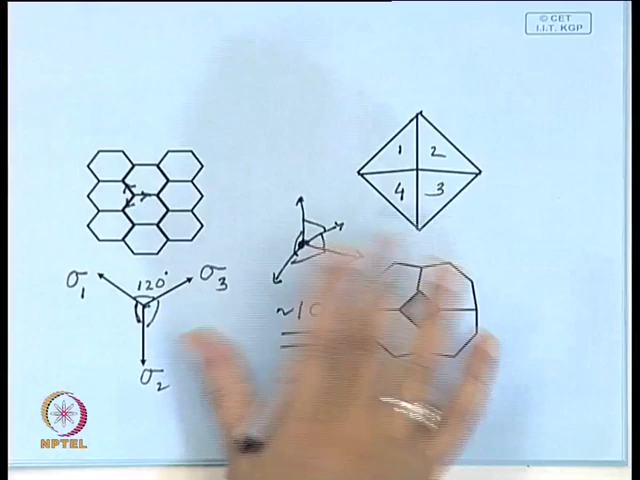 © CET
I.I.T. KGP
1 2
4 3
σ1 120° σ3
σ2
NPTEL